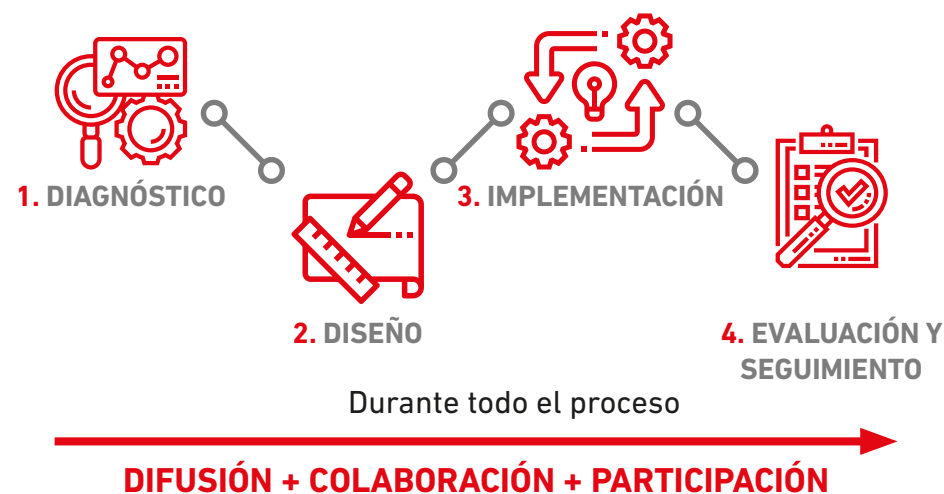 1. DIAGNÓSTICO
2. DISEÑO
3. IMPLEMENTACIÓN
4. EVALUACIÓN Y
SEGUIMIENTO
Durante todo el proceso
DIFUSIÓN + COLABORACIÓN + PARTICIPACIÓN